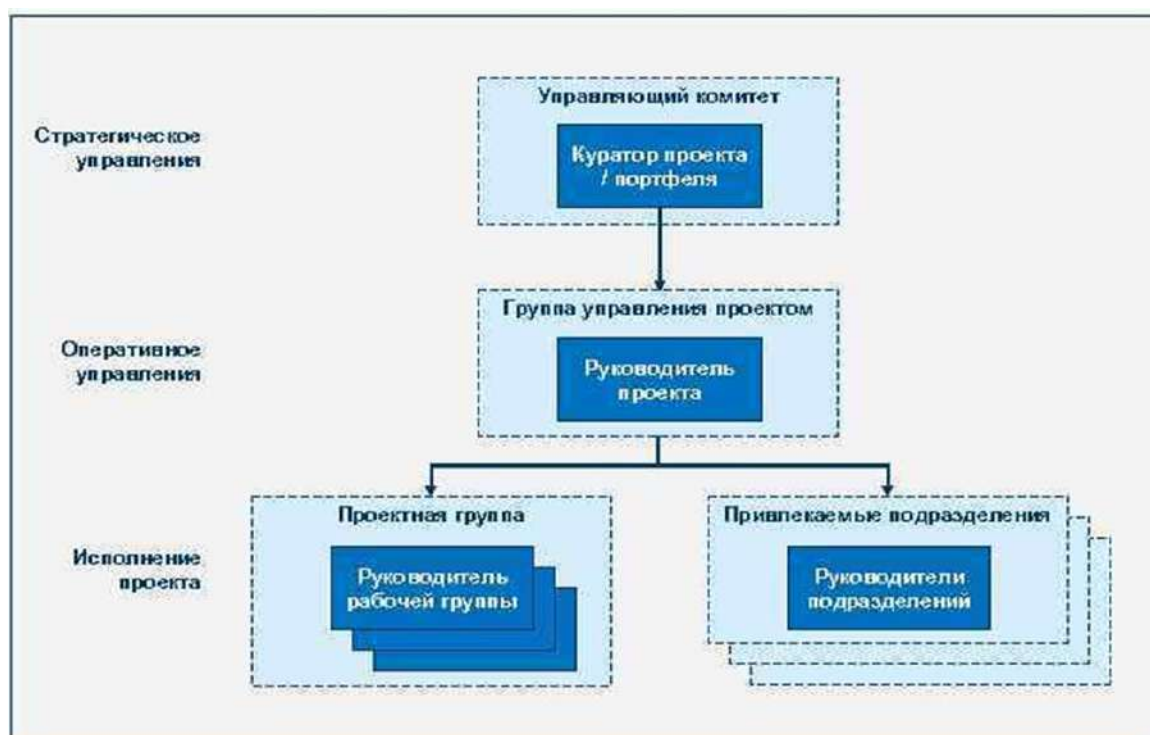 Управляющий комитет
Стратегическое
управления
Куратор проекта
/ портфеля
Группа управления проектом
Оперативное
управления
Руководитель
проекта
Проектная группа
Привлекаемые подразделения
Исполнение
проекта
Руководитель
рабочей группы
Руководители
подразделений